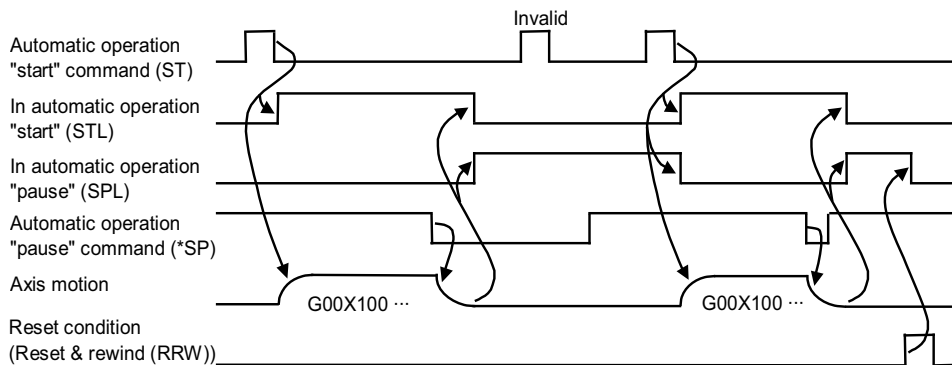 Invalid
Automatic operation
"start" command (ST)
In automatic operation
"start" (STL)
In automatic operation
"pause" (SPL)
Automatic operation
"pause" command (*SP)
Axis motion
G00X100 ···
G00X100 ···
Reset condition
(Reset & rewind (RRW))